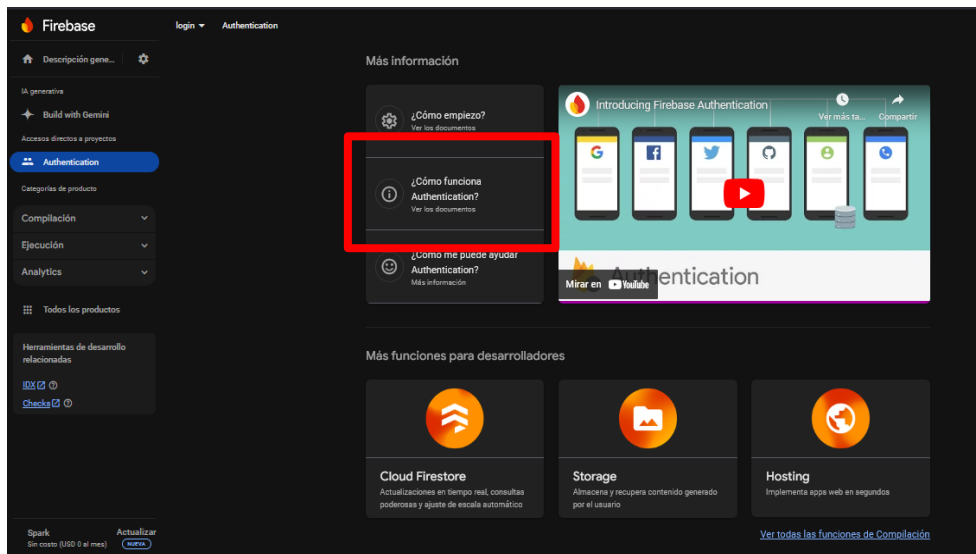 Firebase
login
Authentication
Descripción gene...
IA generativa
Build with Gemini
Accesos directos a proyectos
Authentication
Categorías de producto
Compilación
Ejecución
Analytics
Todos los productos
Herramientas de desarrollo
relacionadas
IDX
Checks
Spark
Sin costo (USD 0 al mes)
Actualizar
NUEVA
Más información
¿Cómo empiezo?
Ver los documentos
¿Cómo funciona
Authentication?
Ver los documentos
¿Cómo me puede ayudar
Authentication?
Más información
Introducing Firebase Authentication
Ver más ta...
Compartir
G
Authentication
Mirar en YouTube
Más funciones para desarrolladores
Cloud Firestore
Actualizaciones en tiempo real, consultas
poderosas y ajuste de escala automático
Storage
Almacena y recupera contenido generado
por el usuario
Hosting
Implementa apps web en segundos
Ver todas las funciones de Compilación